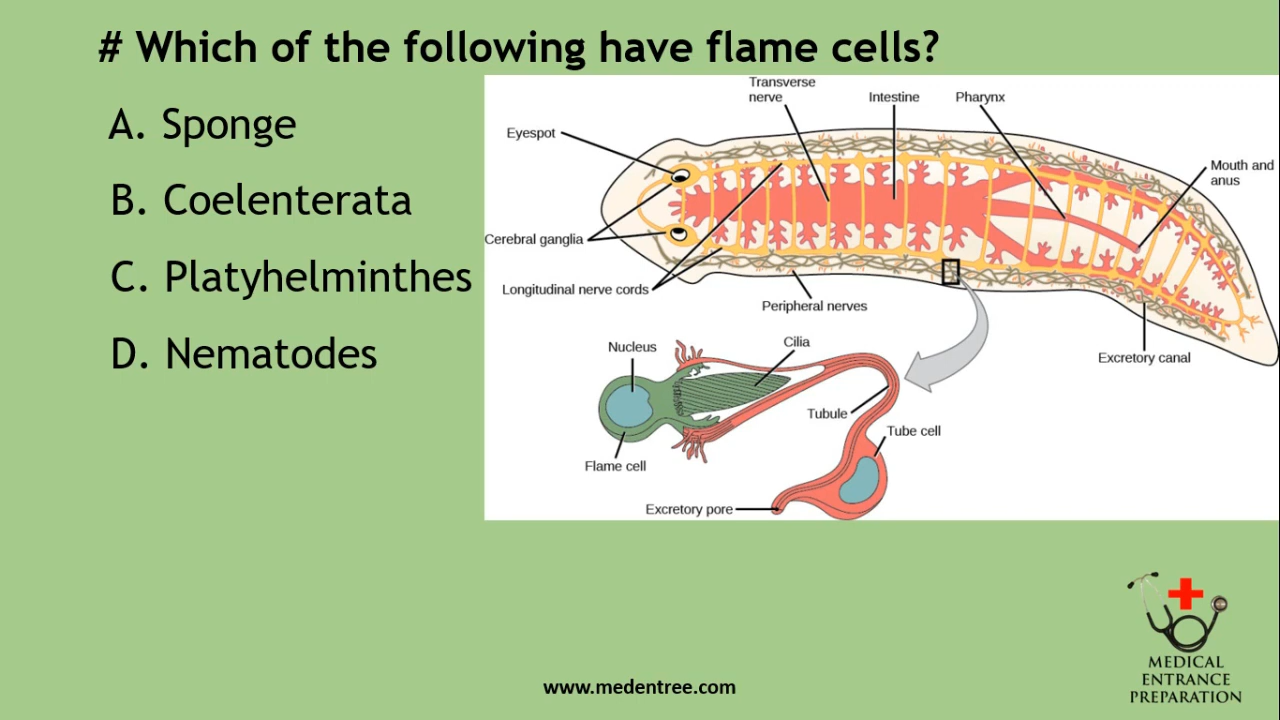 # Which of the following have flame cells?
A. Sponge
B. Coelenterata
C. Platyhelminthes
D. Nematodes
Transverse
nerve
Intestine
Pharynx
Eyespot
Mouth and
anus
Cerebral ganglia
Longitudinal nerve cords
Peripheral nerves
Excretory canal
Nucleus
Cilia
Tubule
Tube cell
Flame cell
Excretory pore
MEDICAL
ENTRANCE
PREPARATION
www.medentree.com